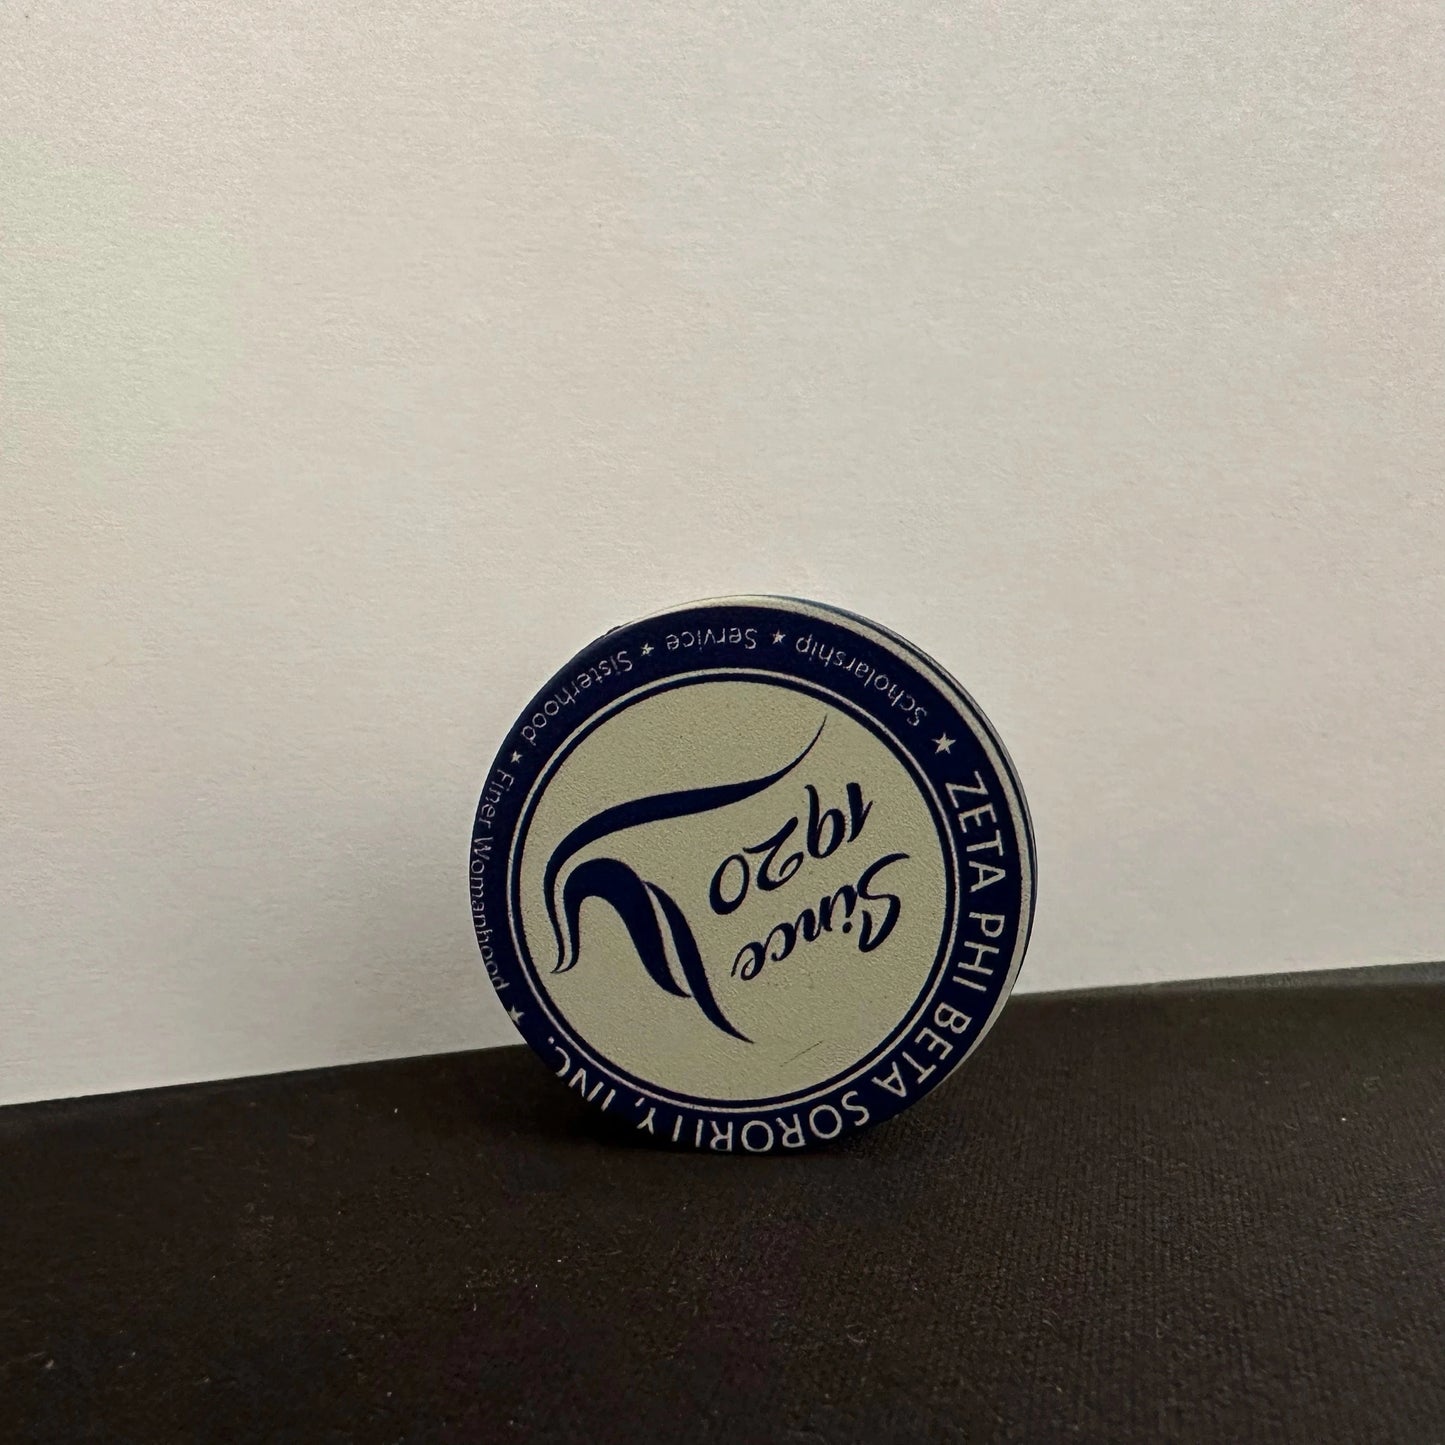 ★ ZETA PHI BETA SORORITY, INC. ★
Scholarship ★ Service ★ Sisterhood ★ Finer Womanhood
Since
1920